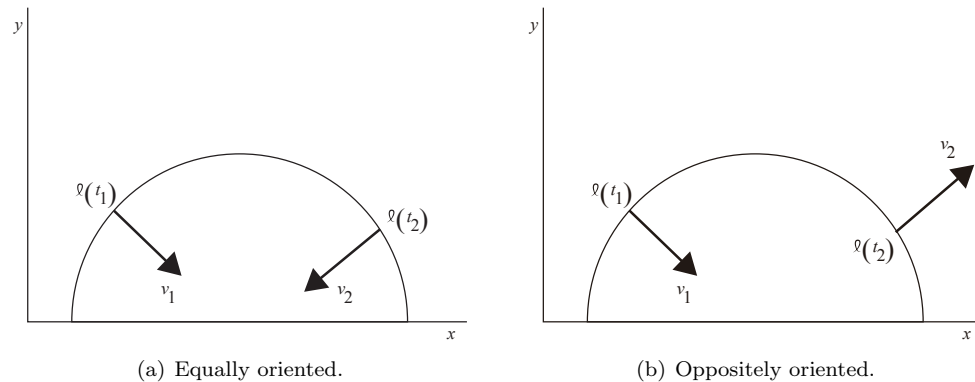 y
ℓ(t₁)
ℓ(t₂)
v₁
v₂
x
(a) Equally oriented.
y
v₂
ℓ(t₁)
ℓ(t₂)
v₁
x
(b) Oppositely oriented.